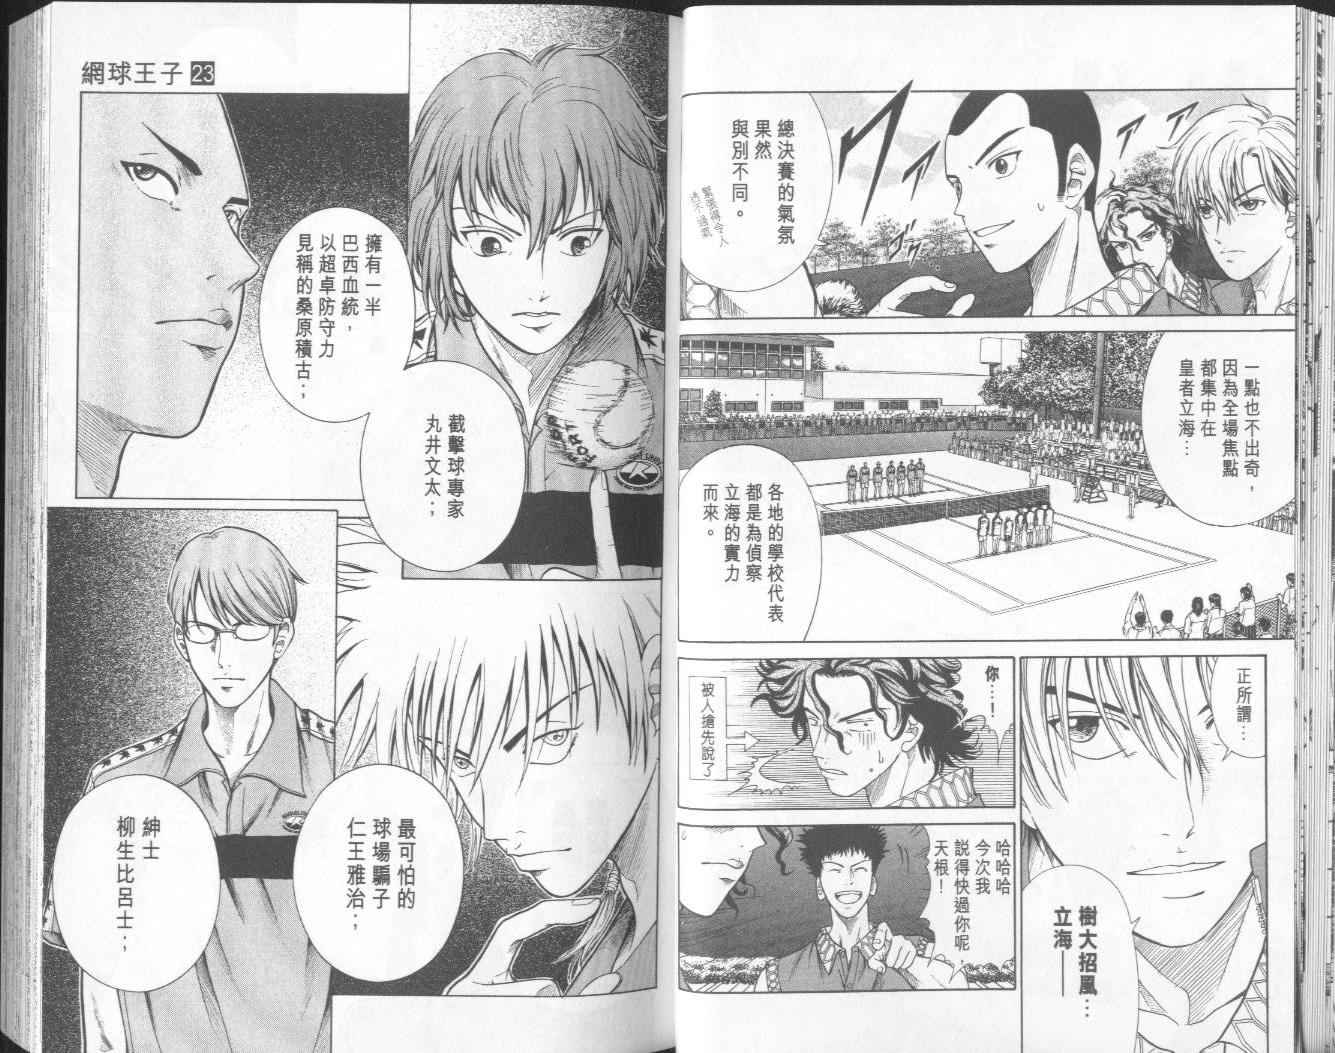 總決賽的氣氛
果然
與別不同。
緊張得令人
透不過氣
一點也不出奇，
因為全場焦點
都集中在
皇者立海…
各地的學校代表
都是為偵察
立海的實力
而來。
正所謂…
樹大招風…
立海——
你…！
被人搶先說了
哈哈哈
今次我
説得快過你呢，
天根！
網球王子 23
截擊球專家
丸井文太；
擁有一半
巴西血統，
以超卓防守力
見稱的桑原積古；
最可怕的
球場騙子
仁王雅治；
紳士
柳生比呂士；